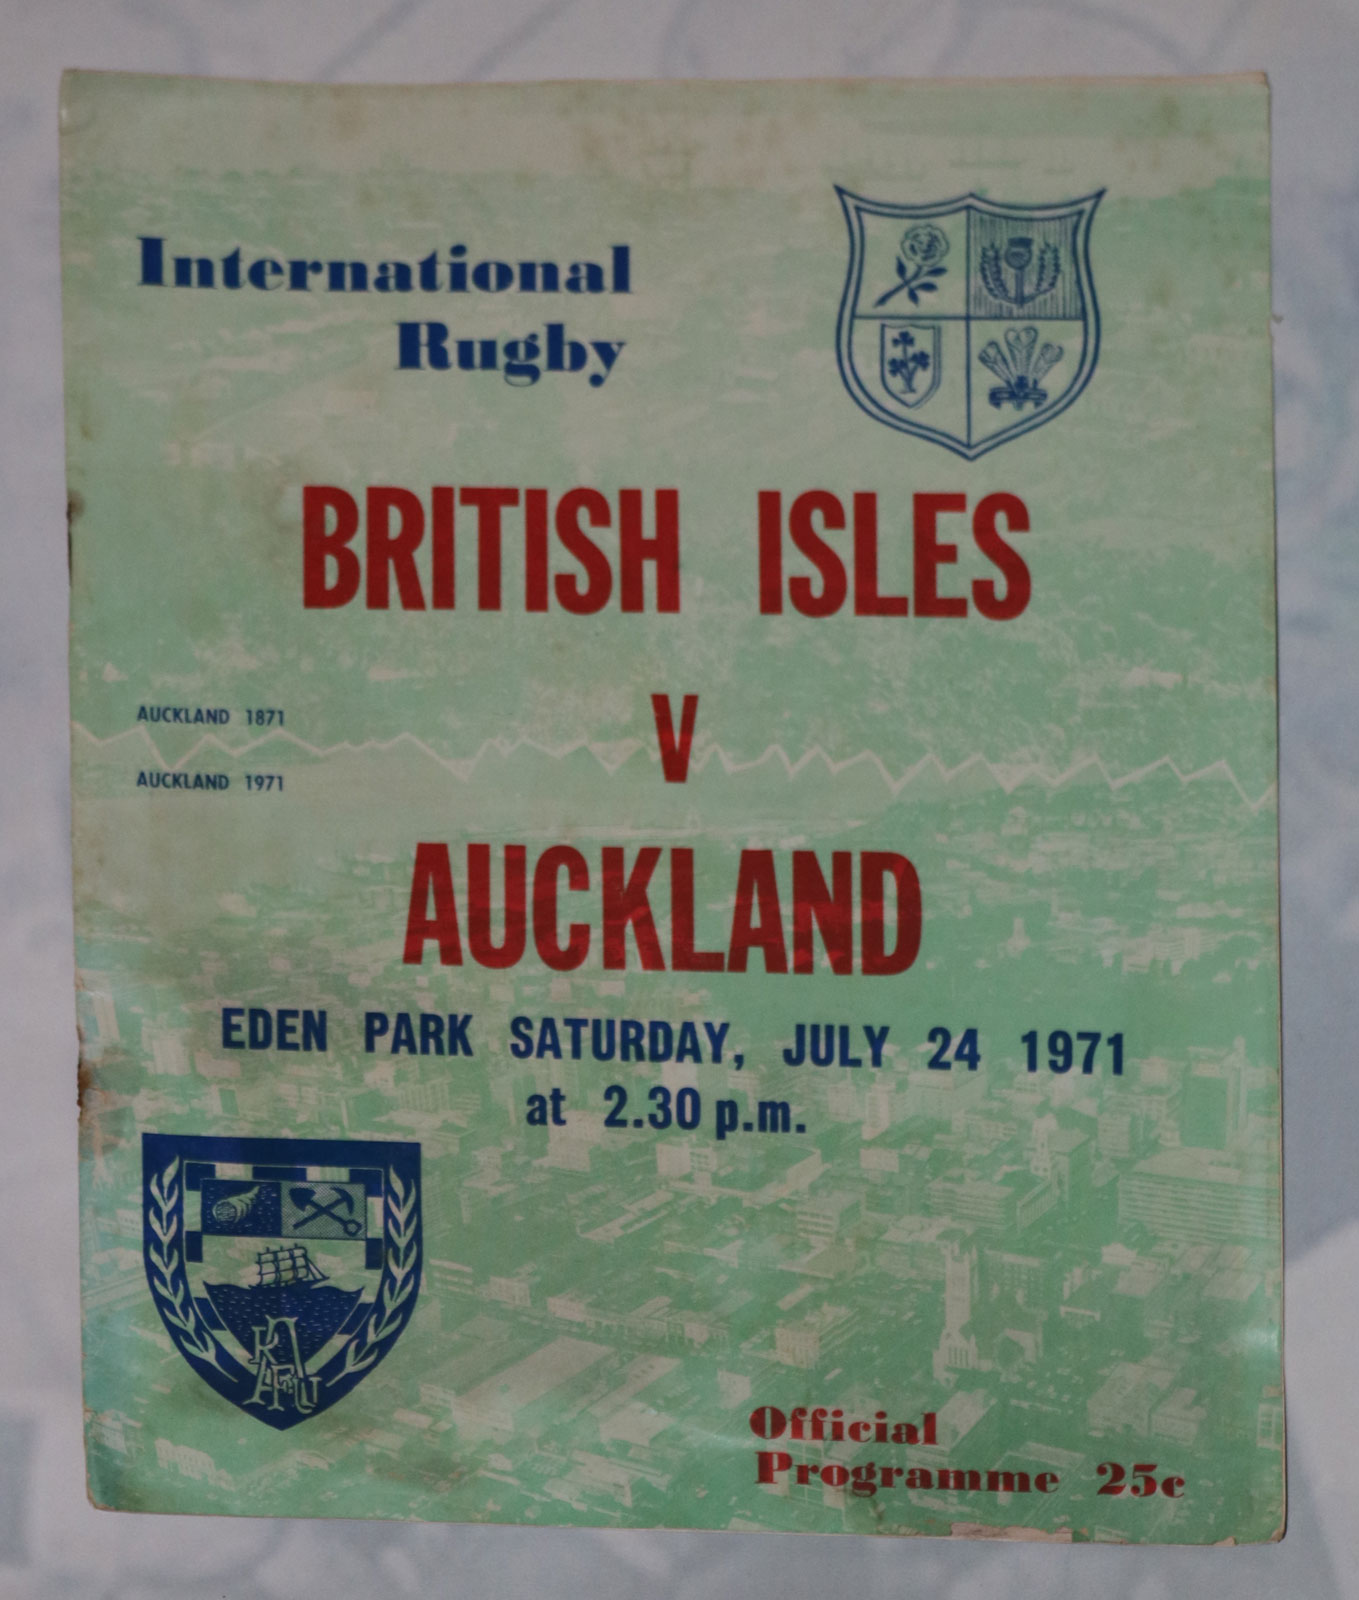 International
Rugby
BRITISH ISLES
V
AUCKLAND 1871
AUCKLAND 1971
AUCKLAND
EDEN PARK SATURDAY, JULY 24 1971
at 2.30 p.m.
ARFU
Official
Programme 25c